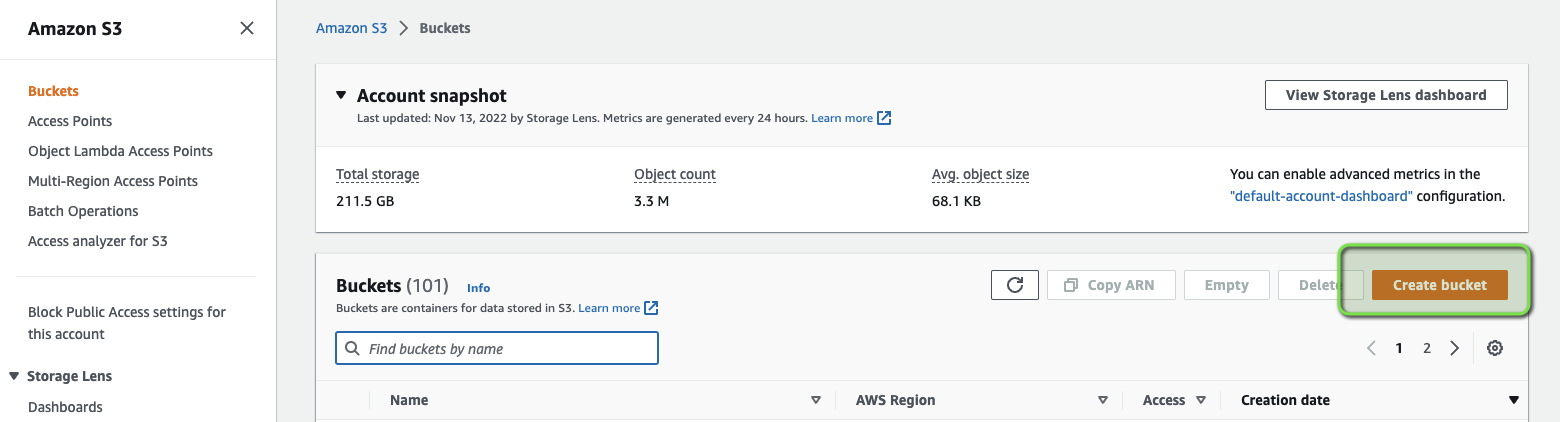 Amazon S3
Buckets
Access Points
Object Lambda Access Points
Multi-Region Access Points
Batch Operations
Access analyzer for S3
Block Public Access settings for
this account
Storage Lens
Dashboards
Amazon S3 > Buckets
Account snapshot
View Storage Lens dashboard
Last updated: Nov 13, 2022 by Storage Lens. Metrics are generated every 24 hours. Learn more
Total storage
211.5 GB
Object count
3.3 M
Avg. object size
68.1 KB
You can enable advanced metrics in the
"default-account-dashboard" configuration.
Buckets (101) Info
Copy ARN
Empty
Delete
Create bucket
Buckets are containers for data stored in S3. Learn more
Find buckets by name
1 2
Name AWS Region Access Creation date